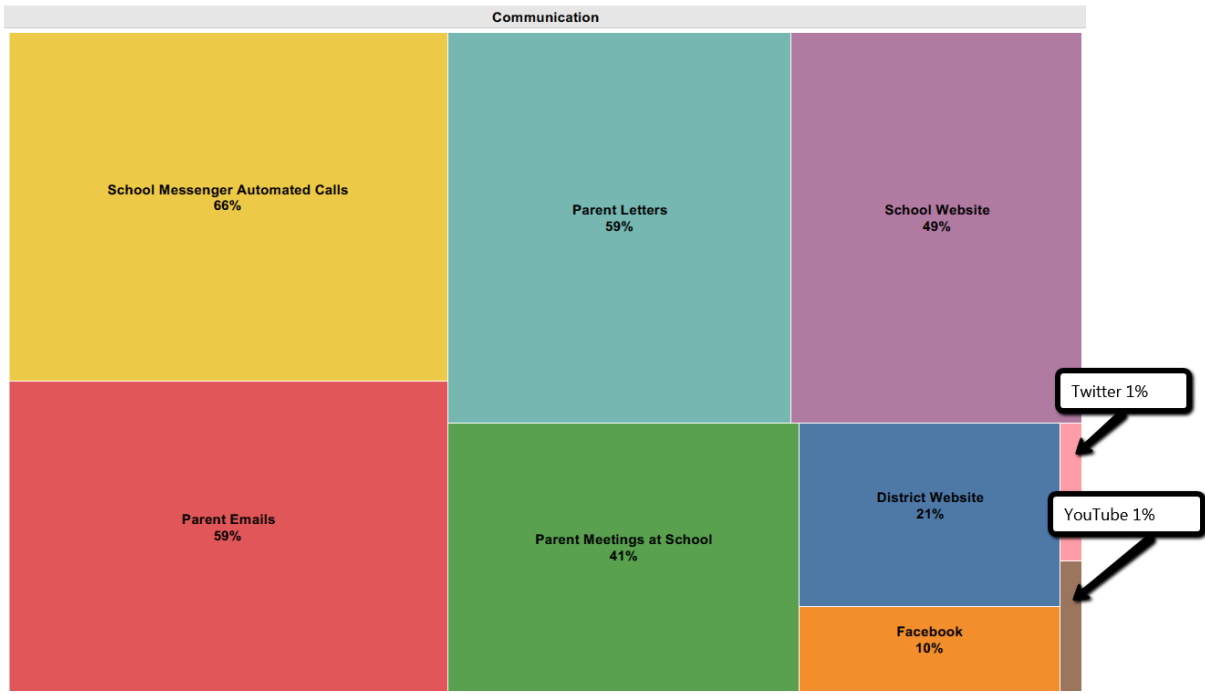 Communication
School Messenger Automated Calls
66%
Parent Letters
59%
School Website
49%
Twitter 1%
Parent Emails
59%
Parent Meetings at School
41%
District Website
21%
YouTube 1%
Facebook
10%